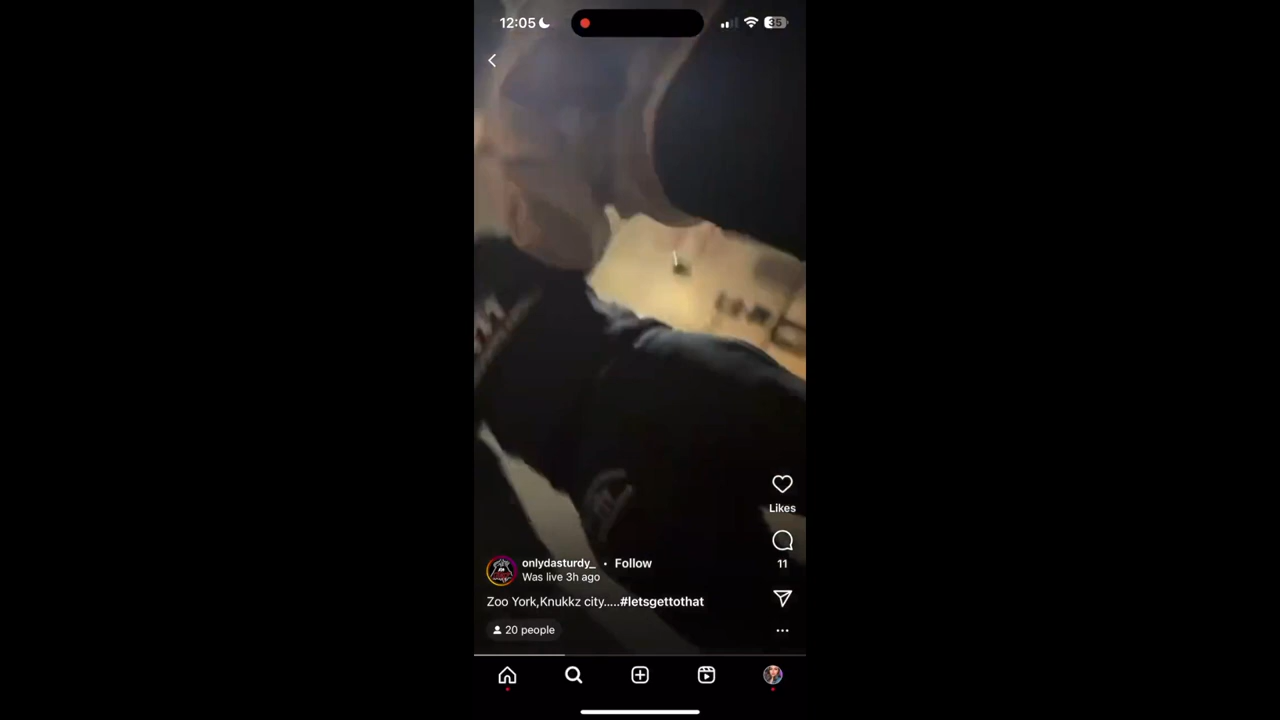 12:05
35
Likes
11
onlydasturdy_ · Follow
Was live 3h ago
Zoo York,Knukkz city.....#letsgettothat
20 people